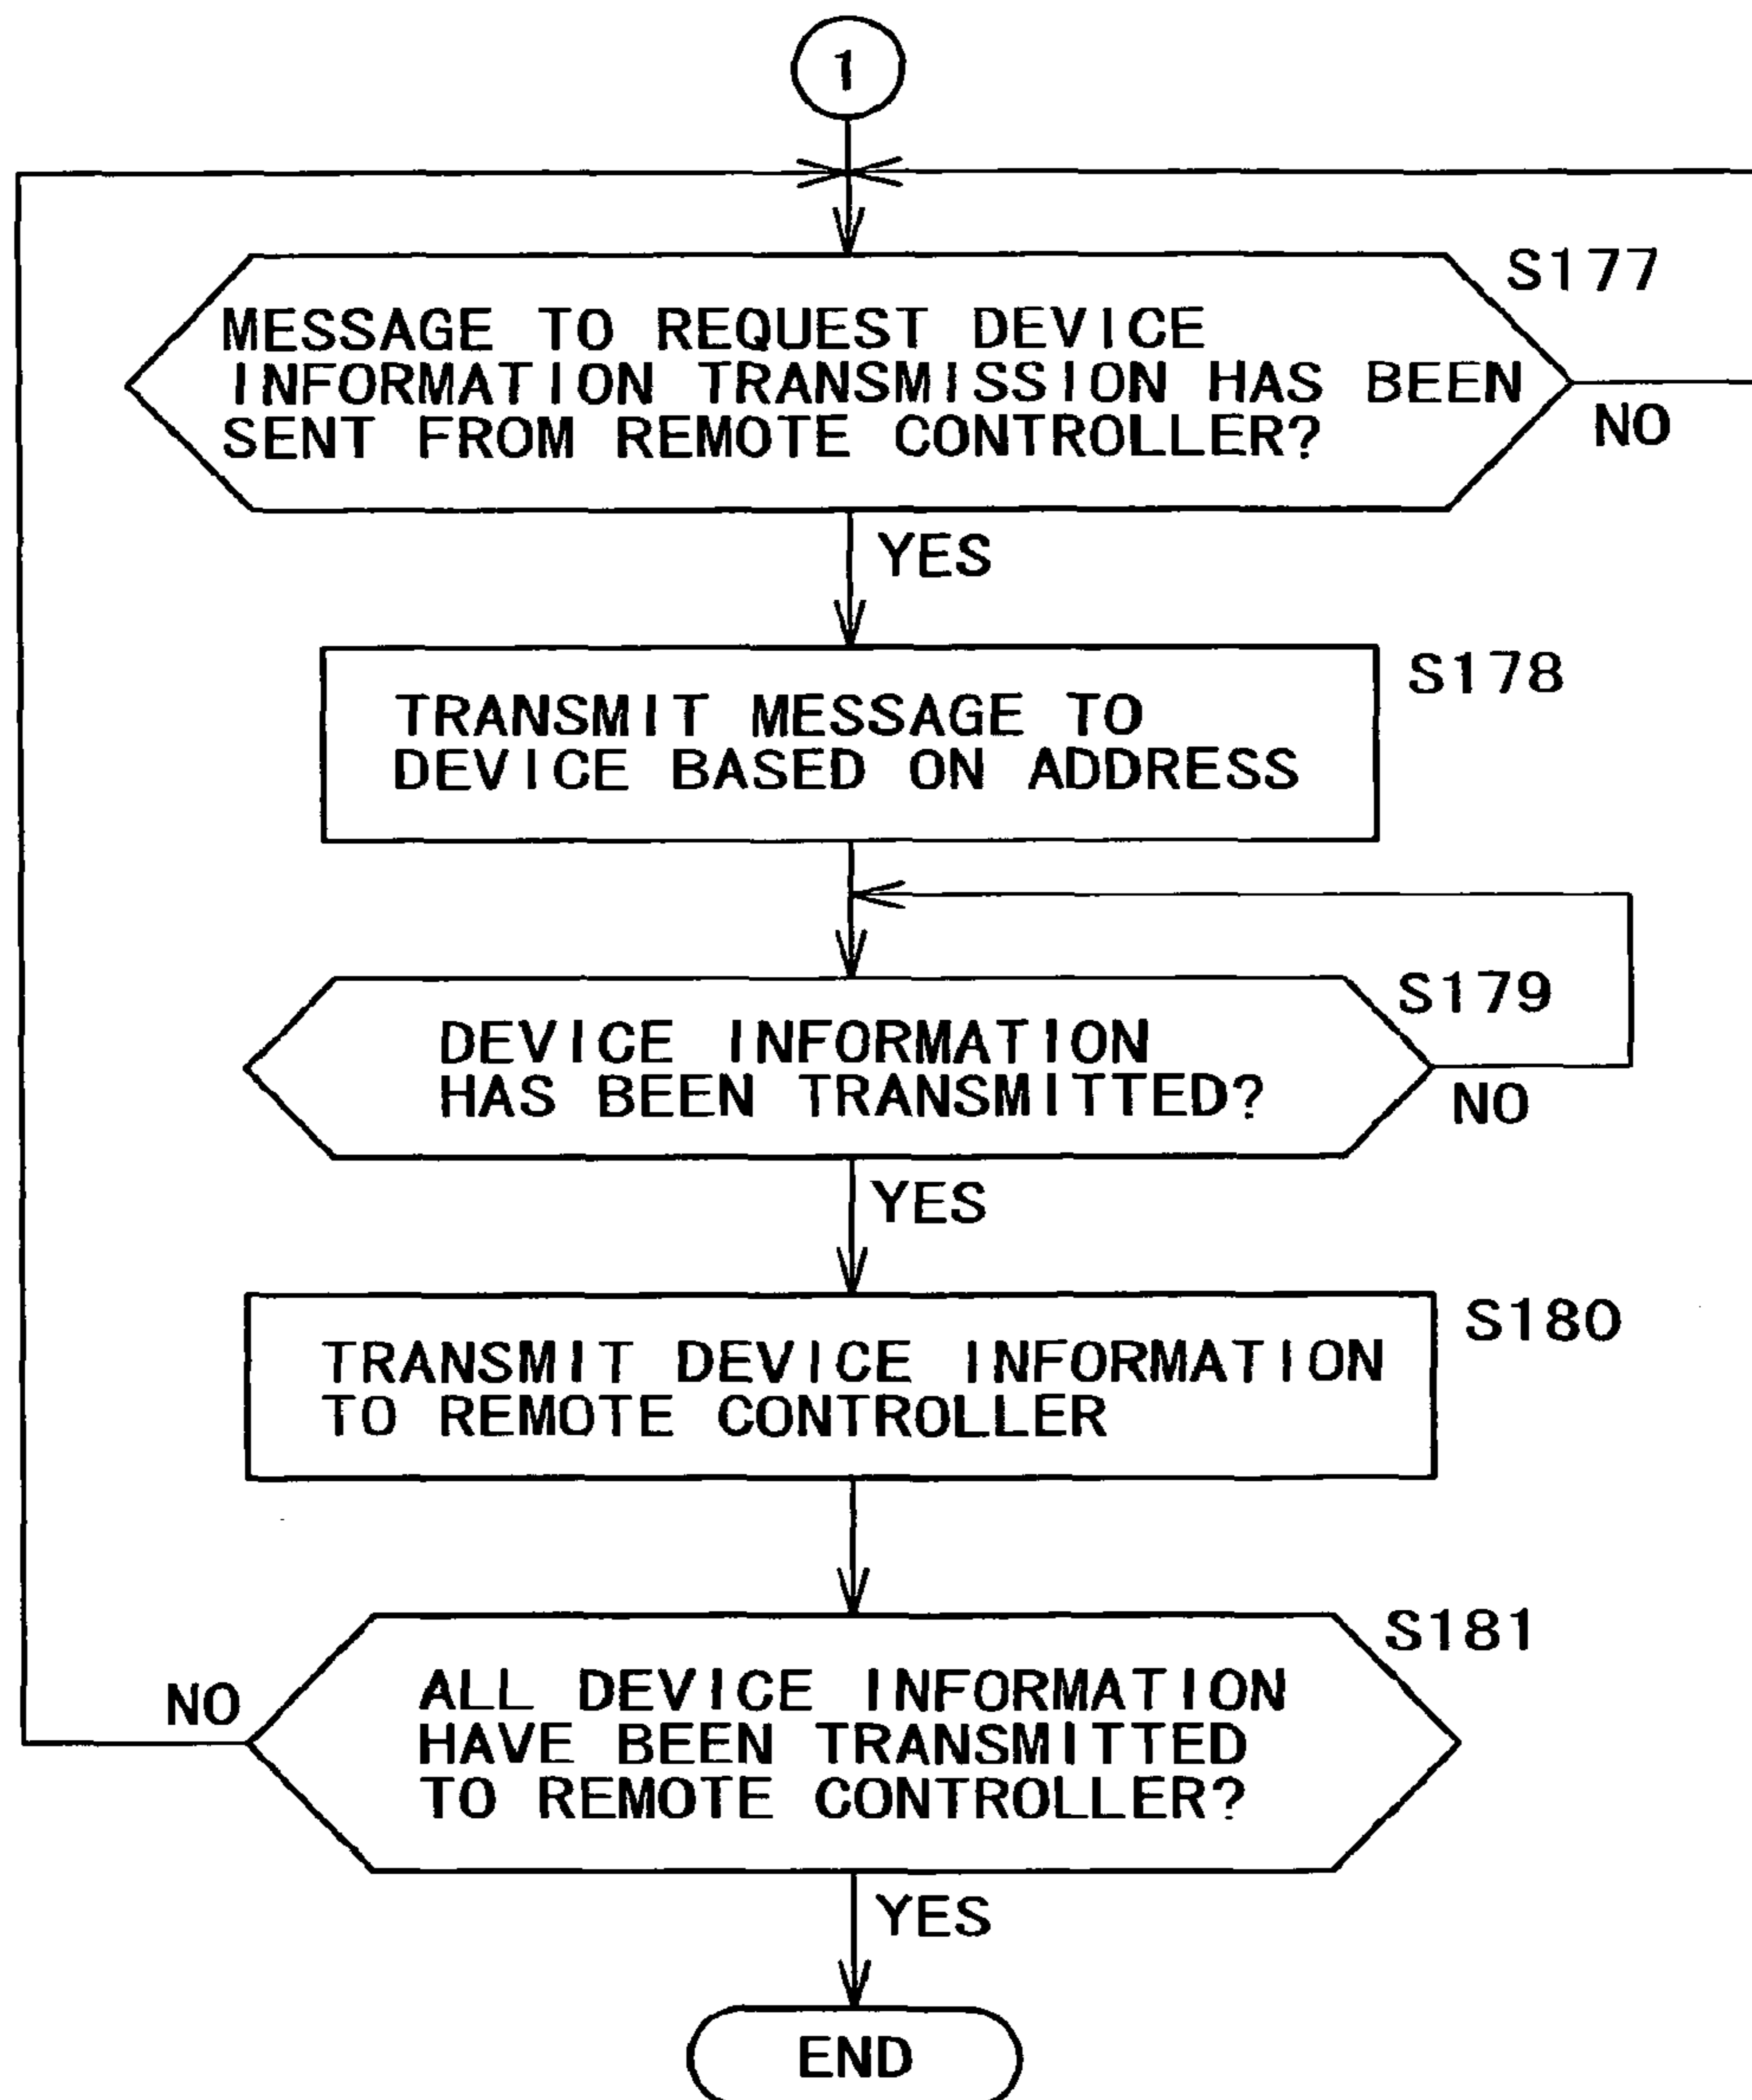 1
S177
MESSAGE TO REQUEST DEVICE
INFORMATION TRANSMISSION HAS BEEN
SENT FROM REMOTE CONTROLLER?
NO
YES
S178
TRANSMIT MESSAGE TO
DEVICE BASED ON ADDRESS
S179
DEVICE INFORMATION
HAS BEEN TRANSMITTED?
NO
YES
S180
TRANSMIT DEVICE INFORMATION
TO REMOTE CONTROLLER
S181
NO
ALL DEVICE INFORMATION
HAVE BEEN TRANSMITTED
TO REMOTE CONTROLLER?
YES
END